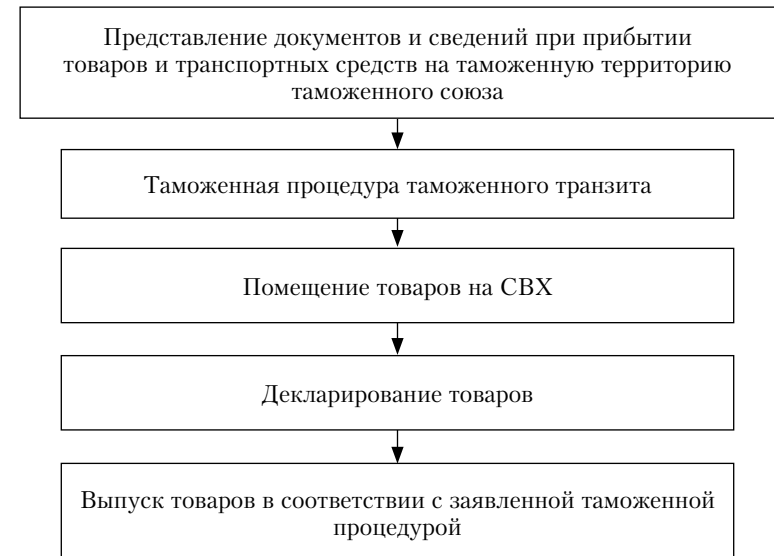 Представление документов и сведений при прибытии
товаров и транспортных средств на таможенную территорию
таможенного союза
Таможенная процедура таможенного транзита
Помещение товаров на СВХ
Декларирование товаров
Выпуск товаров в соответствии с заявленной таможенной
процедурой